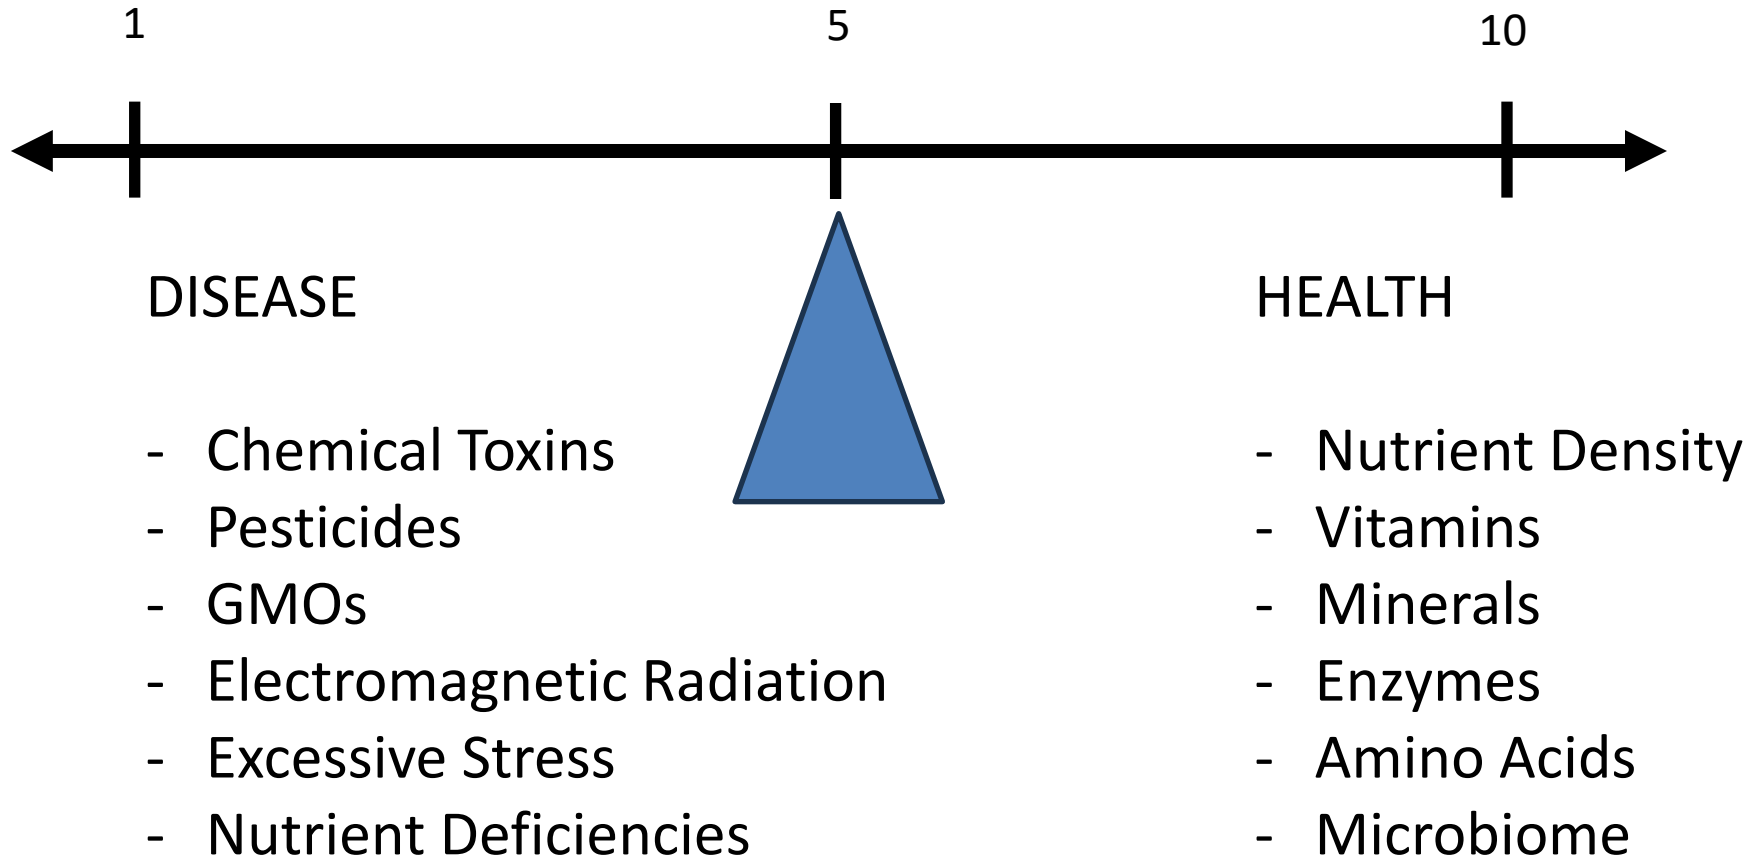 1 5 10
DISEASE
- Chemical Toxins
- Pesticides
- GMOs
- Electromagnetic Radiation
- Excessive Stress
- Nutrient Deficiencies
HEALTH
- Nutrient Density
- Vitamins
- Minerals
- Enzymes
- Amino Acids
- Microbiome